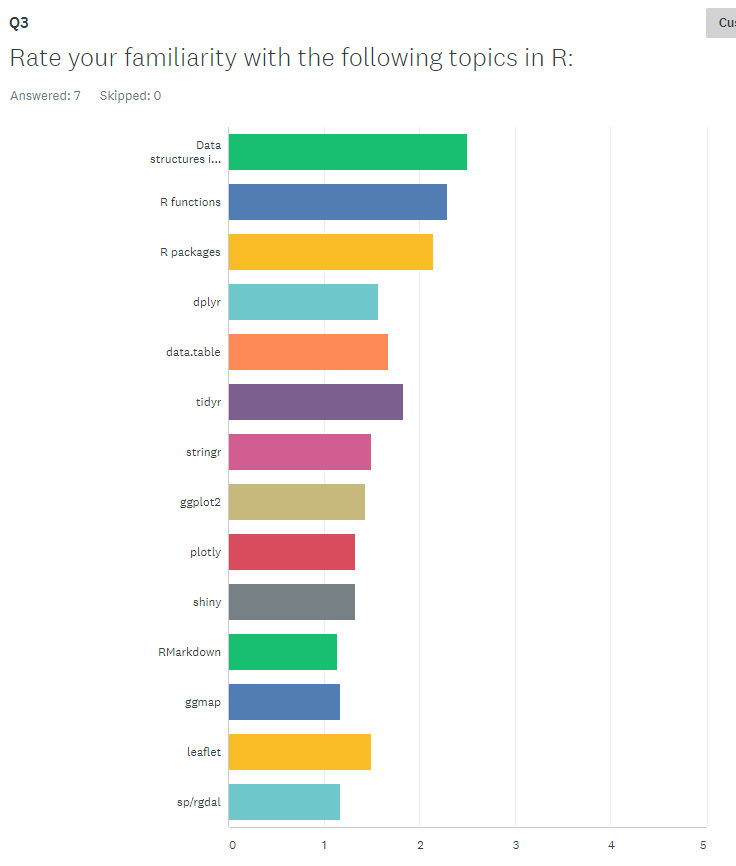 Q3
Cus
Rate your familiarity with the following topics in R:
Answered: 7 Skipped: 0
Data
structures i...
R functions
R packages
dplyr
data.table
tidyr
stringr
ggplot2
plotly
shiny
RMarkdown
ggmap
leaflet
sp/rgdal
0 1 2 3 4 5